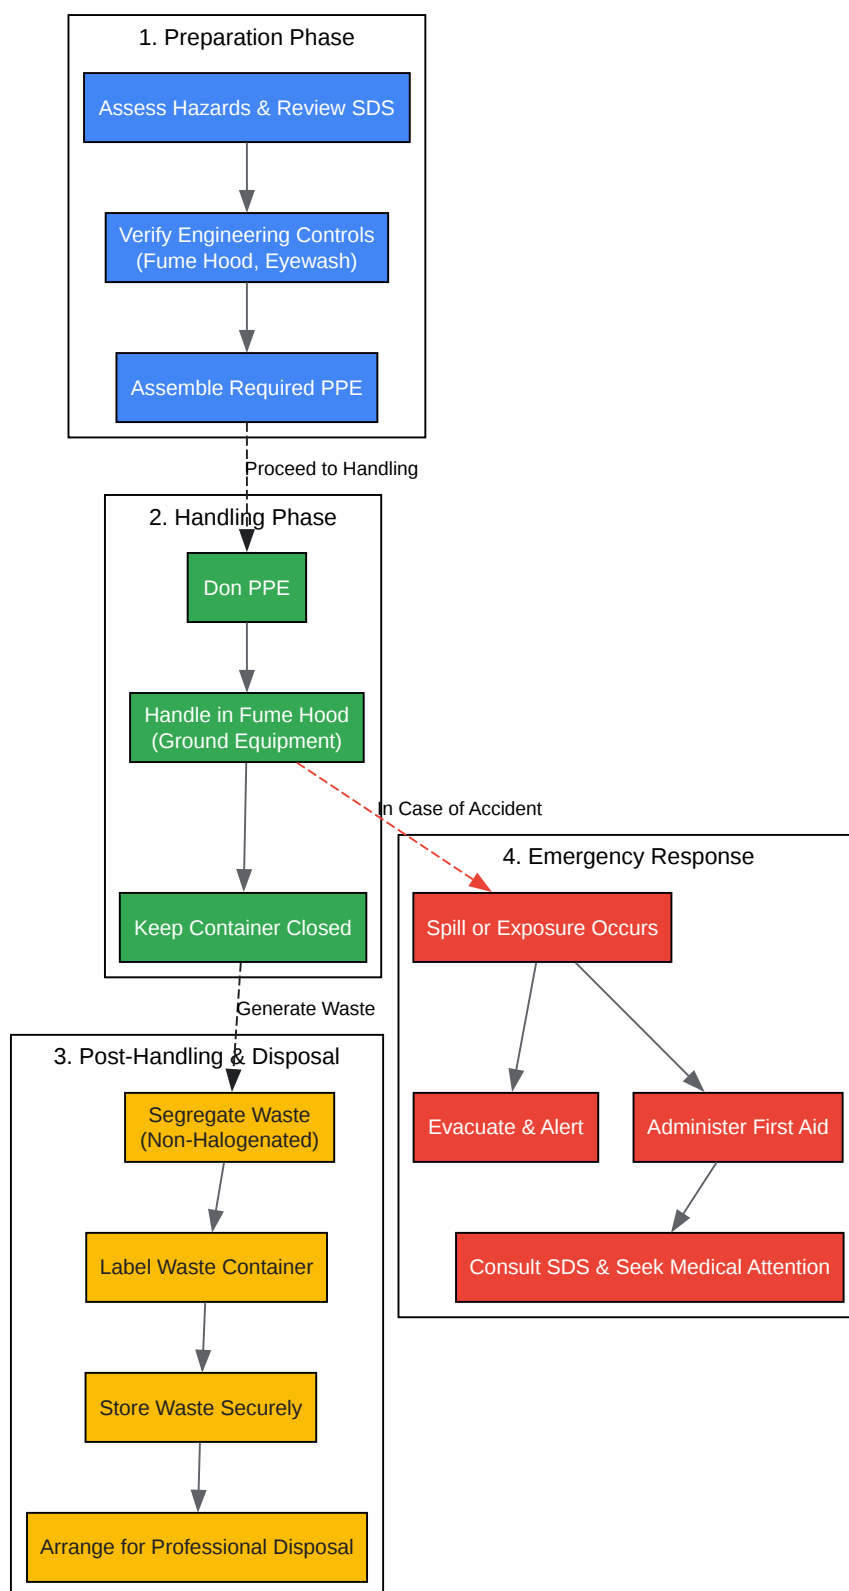 1. Preparation Phase
Assess Hazards & Review SDS
Verify Engineering Controls
(Fume Hood, Eyewash)
Assemble Required PPE
Proceed to Handling
2. Handling Phase
Don PPE
Handle in Fume Hood
(Ground Equipment)
In Case of Accident
Keep Container Closed
Generate Waste
3. Post-Handling & Disposal
Segregate Waste
(Non-Halogenated)
Label Waste Container
Store Waste Securely
Arrange for Professional Disposal
4. Emergency Response
Spill or Exposure Occurs
Evacuate & Alert
Administer First Aid
Consult SDS & Seek Medical Attention